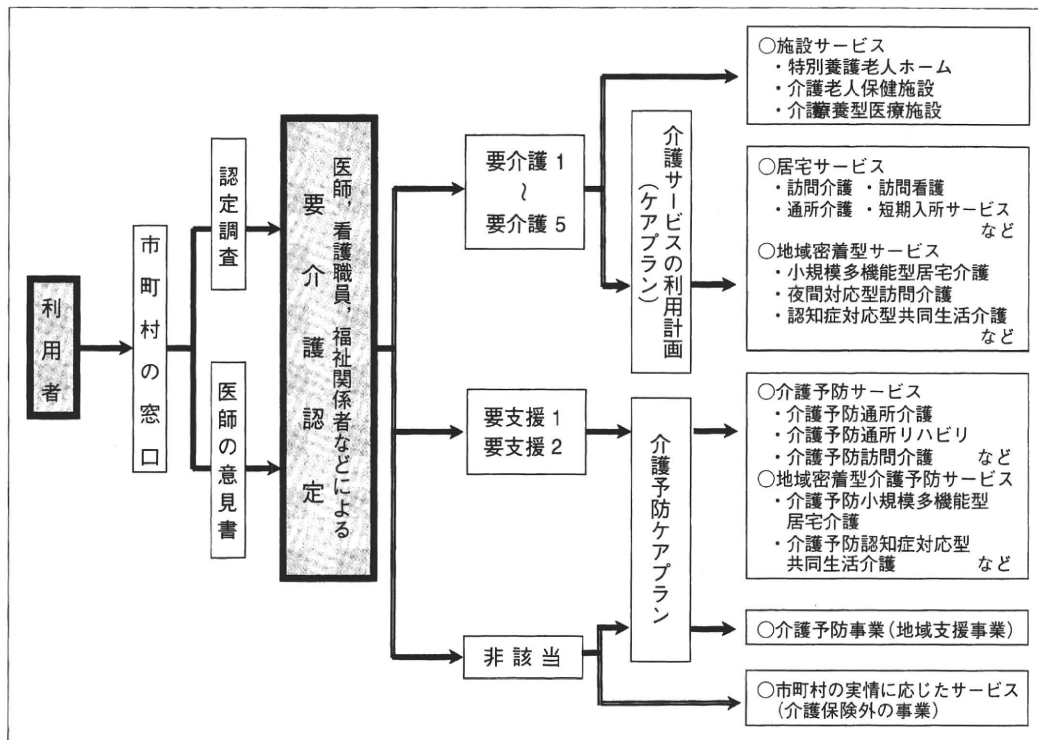 利用者
市町村の窓口
認定調査
医師の意見書
医師，看護職員，福祉関係者などによる
要介護認定
要介護1
～
要介護5
要支援1
要支援2
非該当
介護サービスの利用計画
（ケアプラン）
介護予防ケアプラン
○施設サービス
・特別養護老人ホーム
・介護老人保健施設
・介護療養型医療施設
○居宅サービス
・訪問介護 ・訪問看護
・通所介護 ・短期入所サービス
など
○地域密着型サービス
・小規模多機能型居宅介護
・夜間対応型訪問介護
・認知症対応型共同生活介護
など
○介護予防サービス
・介護予防通所介護
・介護予防通所リハビリ
・介護予防訪問介護 など
○地域密着型介護予防サービス
・介護予防小規模多機能型
居宅介護
・介護予防認知症対応型
共同生活介護 など
○介護予防事業（地域支援事業）
○市町村の実情に応じたサービス
（介護保険外の事業）